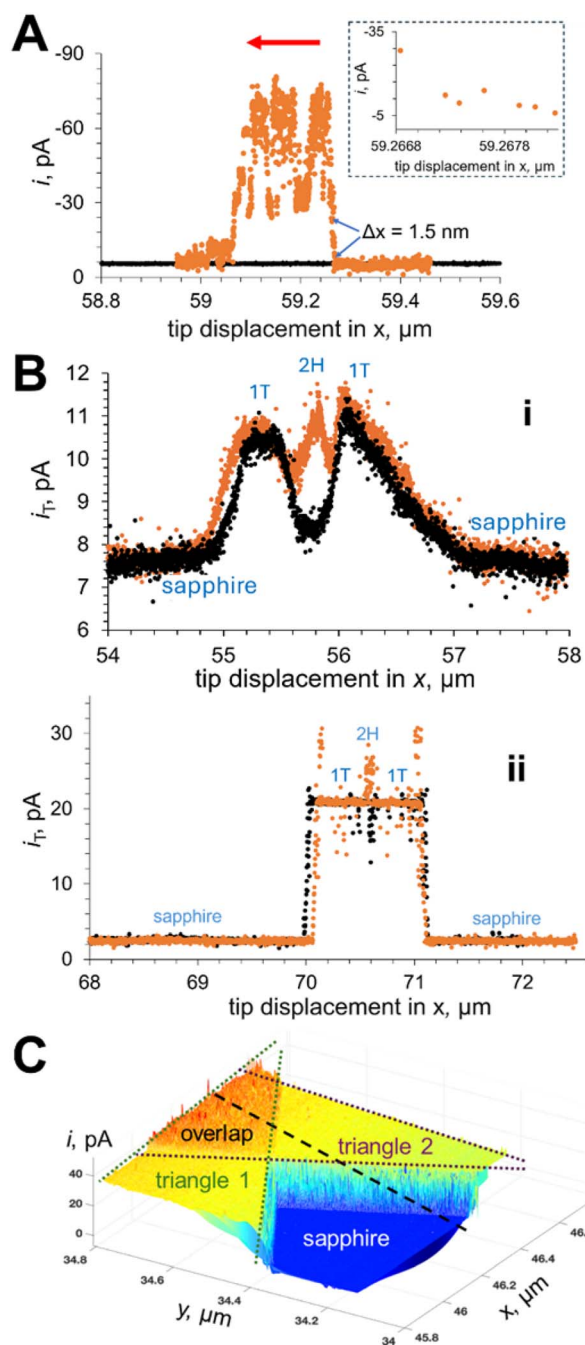 A
-90
-60
-30
0
i, pA
58.8 59 59.2 59.4 59.6
tip displacement in x, µm
Δx = 1.5 nm
-35
-5
i, pA
59.2668 59.2678
tip displacement in x, µm
B
i
12
11
10
9
8
7
6
iT, pA
1T 2H 1T
sapphire
sapphire
54 55 56 57 58
tip displacement in x, µm
ii
30
20
10
0
iT, pA
2H
1T 1T
sapphire sapphire
68 69 70 71 72
tip displacement in x, µm
C
i, pA
40
20
0
overlap
triangle 2
triangle 1
sapphire
34.8 34.6 34.4 34.2 34
y, µm
45.8 46 46.2 46.4 46.
x, µm